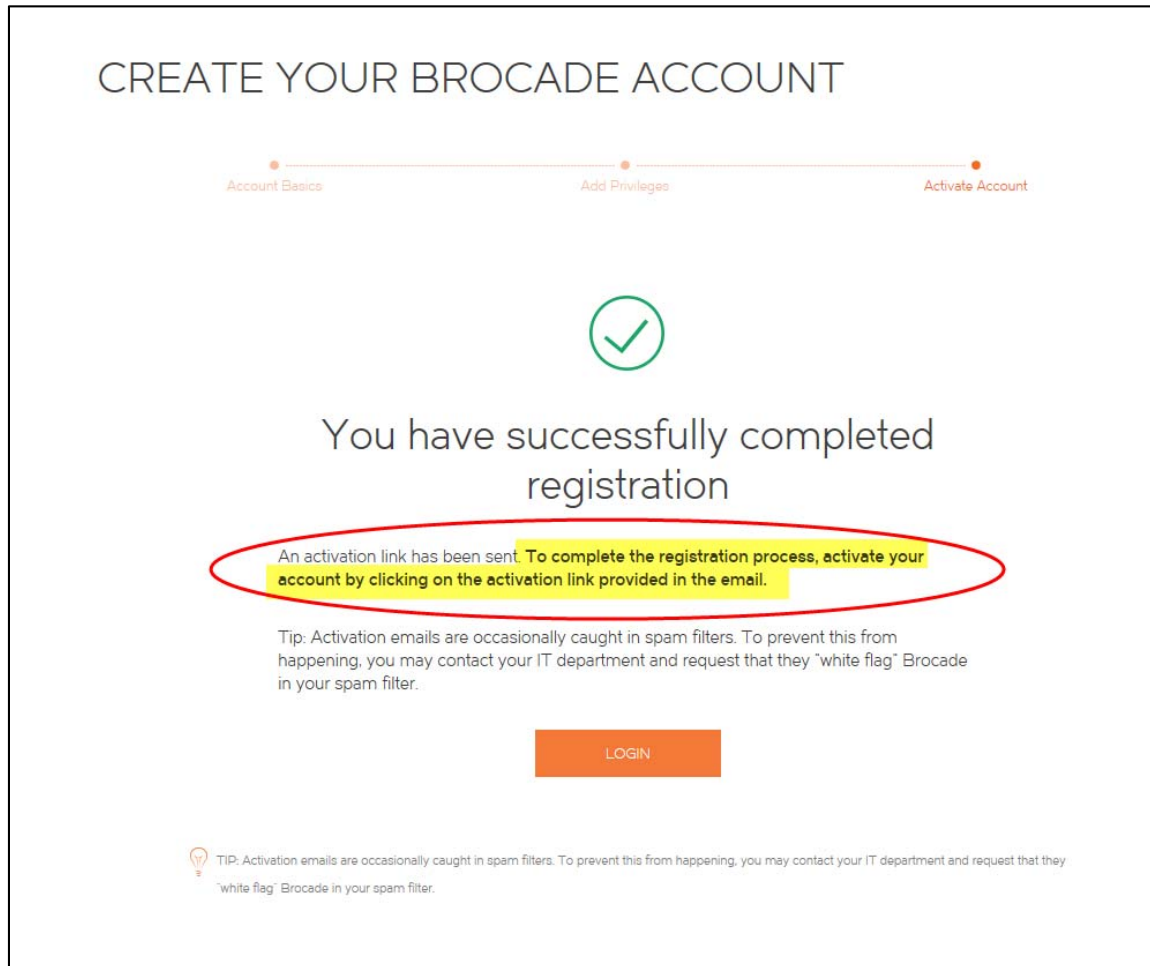 CREATE YOUR BROCADE ACCOUNT
Account Basics
Add Privileges
Activate Account
You have successfully completed
registration
An activation link has been sent. To complete the registration process, activate your
account by clicking on the activation link provided in the email.
Tip: Activation emails are occasionally caught in spam filters. To prevent this from
happening, you may contact your IT department and request that they "white flag" Brocade
in your spam filter.
LOGIN
TIP: Activation emails are occasionally caught in spam filters. To prevent this from happening, you may contact your IT department and request that they
"white flag" Brocade in your spam filter.